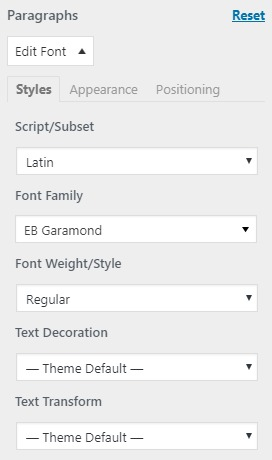 Paragraphs Reset
Edit Font
Styles Appearance Positioning
Script/Subset
Latin
Font Family
EB Garamond
Font Weight/Style
Regular
Text Decoration
— Theme Default —
Text Transform
— Theme Default —